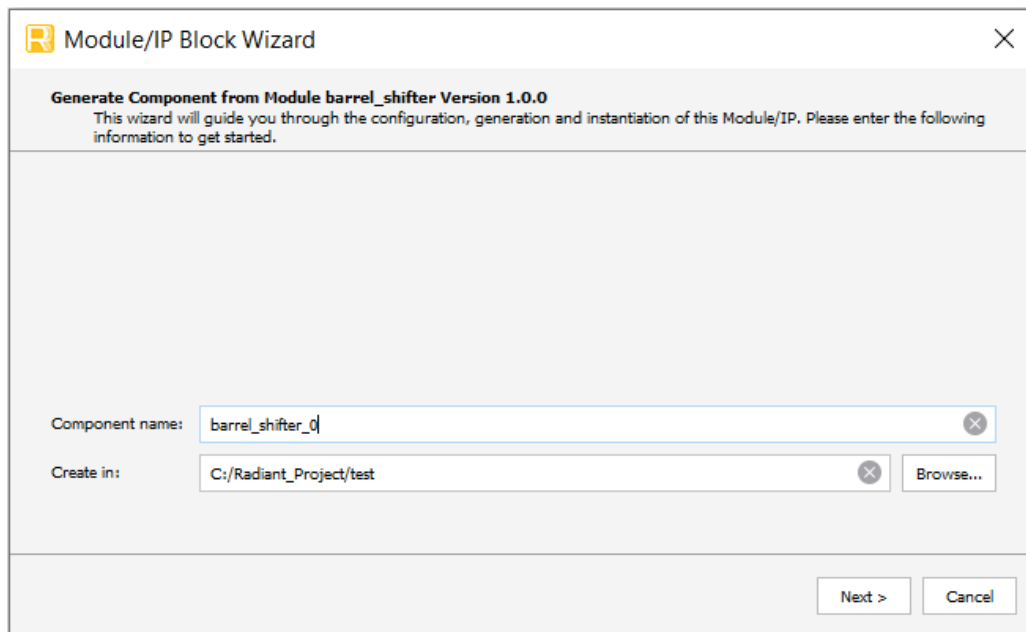 Module/IP Block Wizard
Generate Component from Module barrel_shifter Version 1.0.0
This wizard will guide you through the configuration, generation and instantiation of this Module/IP. Please enter the following
information to get started.
Component name: barrel_shifter_0
Create in: C:/Radiant_Project/test Browse...
Next > Cancel